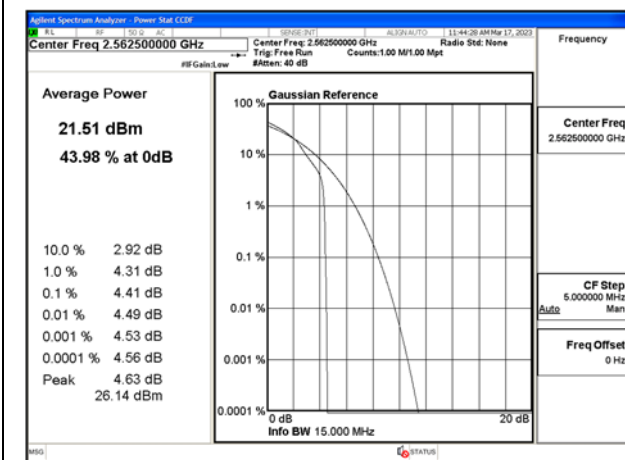 Agilent Spectrum Analyzer - Power Stat CCDF
RL RF 50 Ω AC SENSE:INT ALIGNAUTO 11:44:28 AM Mar 17, 2023
Center Freq 2.562500000 GHz
Center Freq: 2.562500000 GHz Radio Std: None
Trig: Free Run Counts:1.00 M/1.00 Mpt
#IFGain:Low #Atten: 40 dB
Frequency
Average Power
21.51 dBm
43.98 % at 0dB
10.0 % 2.92 dB
1.0 % 4.31 dB
0.1 % 4.41 dB
0.01 % 4.49 dB
0.001 % 4.53 dB
0.0001 % 4.56 dB
Peak 4.63 dB
26.14 dBm
Gaussian Reference
100 %
10 %
1 %
0.1 %
0.01 %
0.001 %
0.0001 %
0 dB 20 dB
Info BW 15.000 MHz
Center Freq
2.562500000 GHz
CF Step
5.000000 MHz
Auto Man
Freq Offset
0 Hz
MSG STATUS